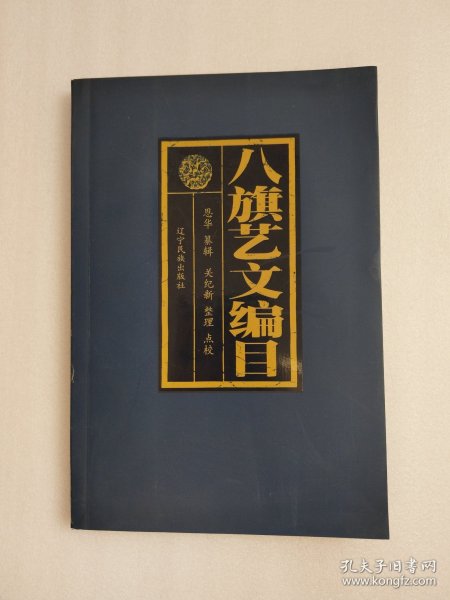 八旗艺文编目
恩华 纂辑 关纪新 整理 点校
辽宁民族出版社
孔夫子旧书网
www.kongfz.com